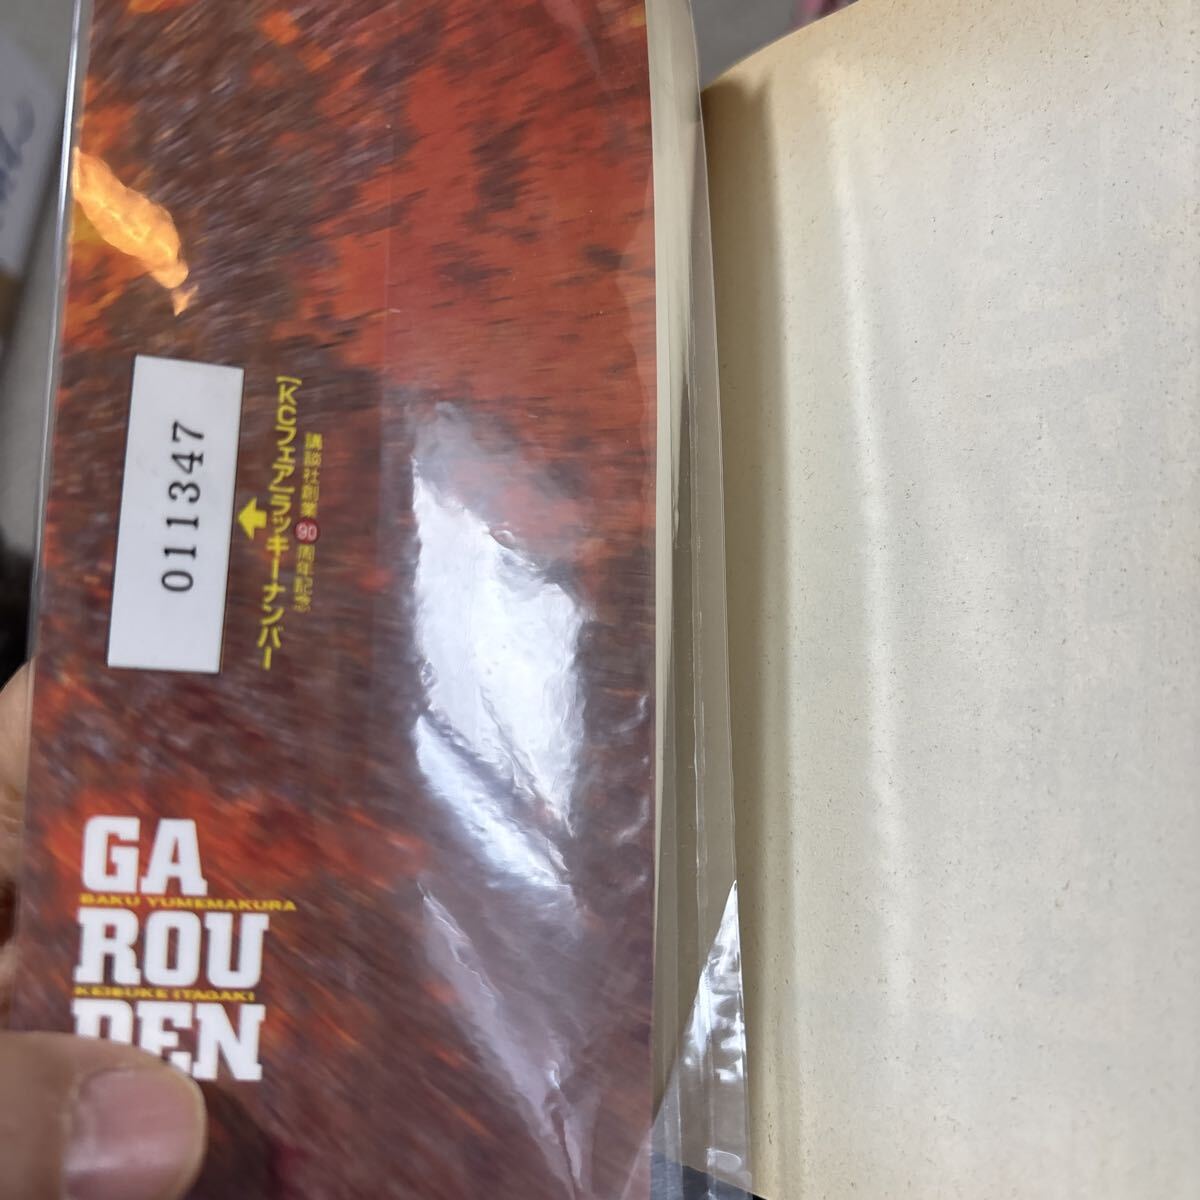 講談社創業90周年記念
【KCフェア】ラッキーナンバー
011347
GA
BAKU YUMEMAKURA
ROU
KEISUKE ITAGAKI
DEN